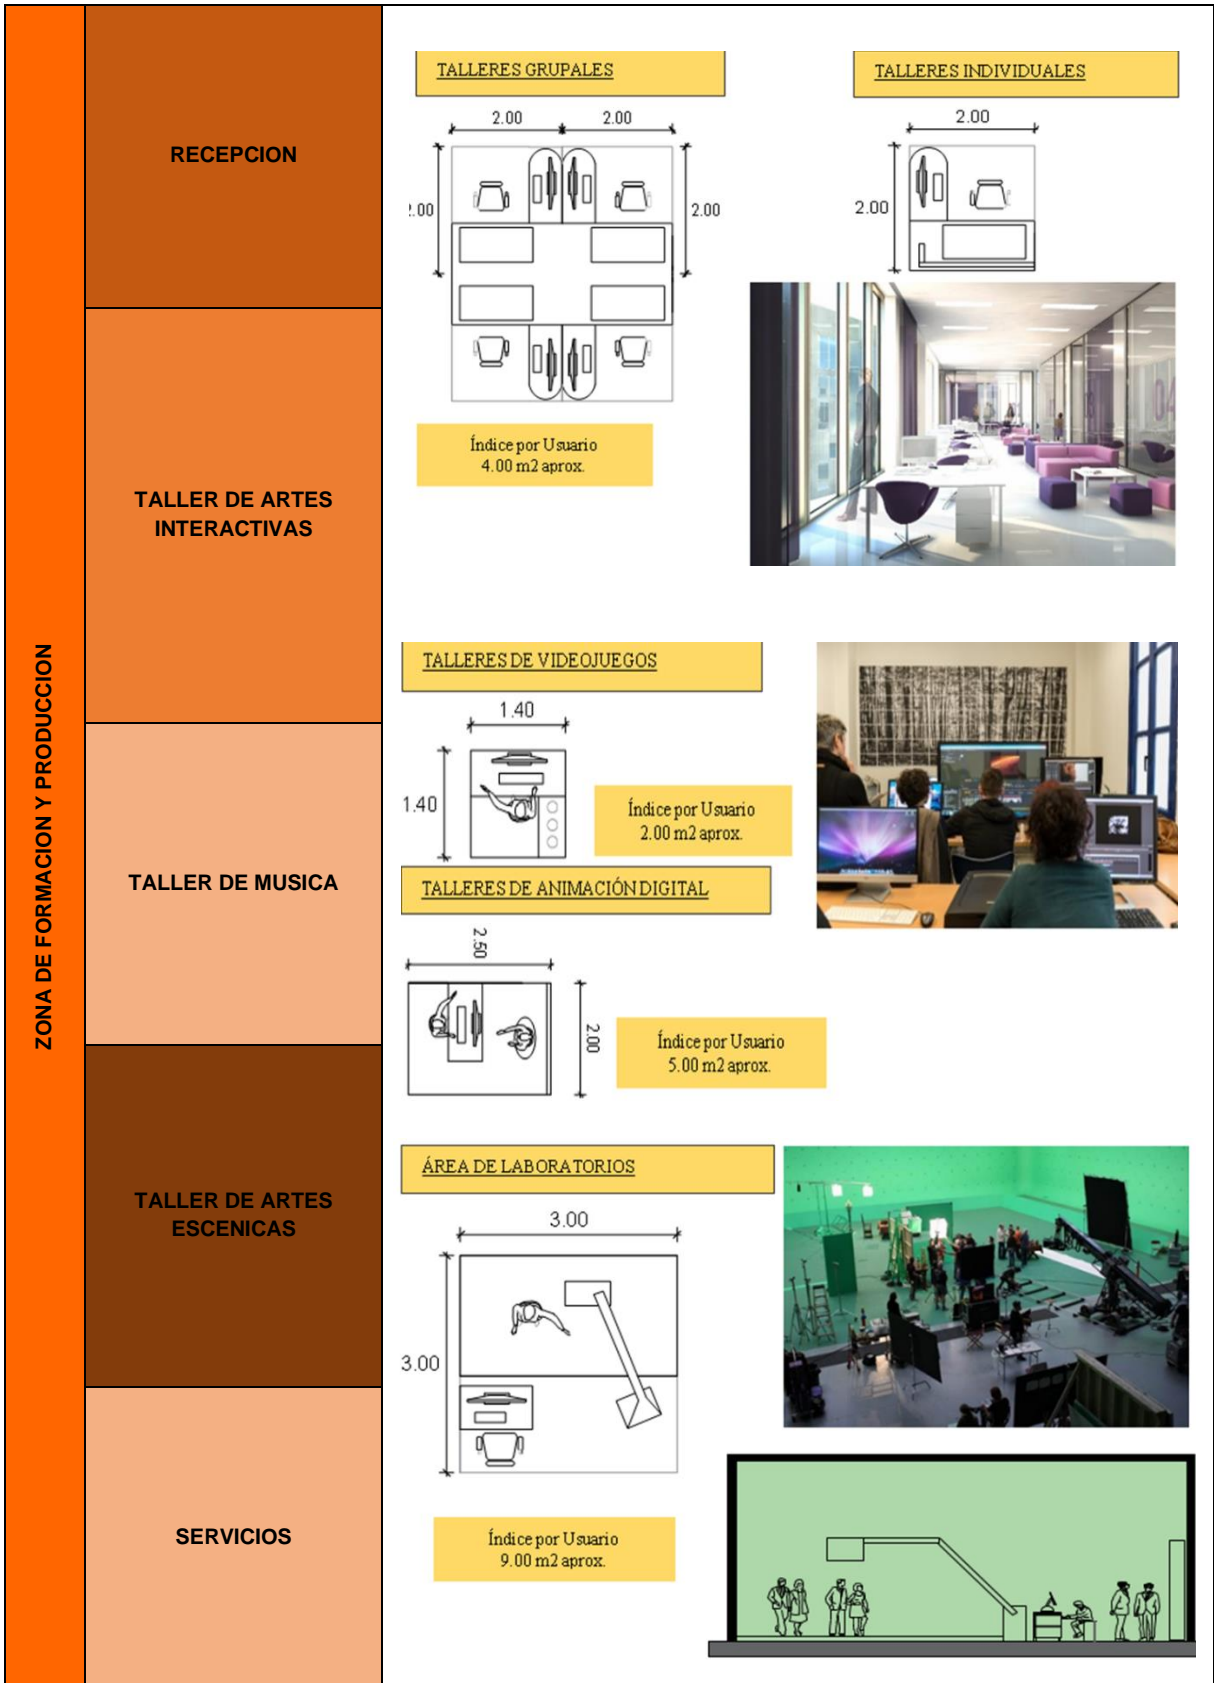 ZONA DE FORMACION Y PRODUCCION
RECEPCION
TALLER DE ARTES
INTERACTIVAS
TALLER DE MUSICA
TALLER DE ARTES
ESCENICAS
SERVICIOS
TALLERES GRUPALES
2.00
2.00
2.00
2.00
Índice por Usuario
4.00 m2 aprox.
TALLERES INDIVIDUALES
2.00
2.00
04
TALLERES DE VIDEOJUEGOS
1.40
1.40
Índice por Usuario
2.00 m2 aprox.
TALLERES DE ANIMACIÓN DIGITAL
2.50
2.00
Índice por Usuario
5.00 m2 aprox.
ÁREA DE LABORATORIOS
3.00
3.00
Índice por Usuario
9.00 m2 aprox.